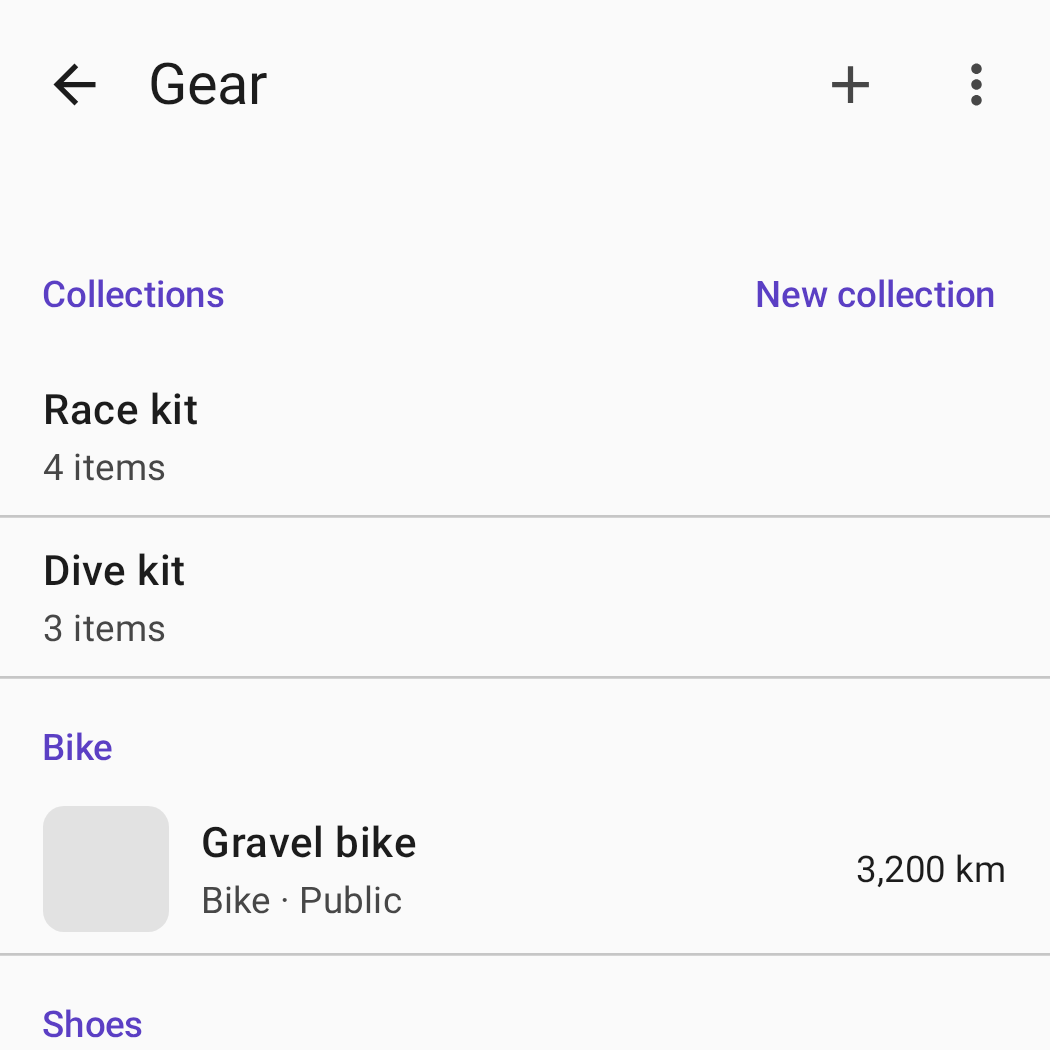 Gear
Collections
New collection
Race kit
4 items
Dive kit
3 items
Bike
Gravel bike
Bike · Public
3,200 km
Shoes